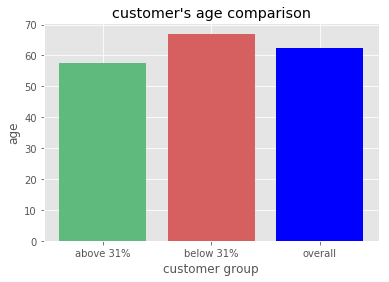 customer's age comparison
70
60
50
40
30
20
10
0
age
above 31%
below 31%
overall
customer group